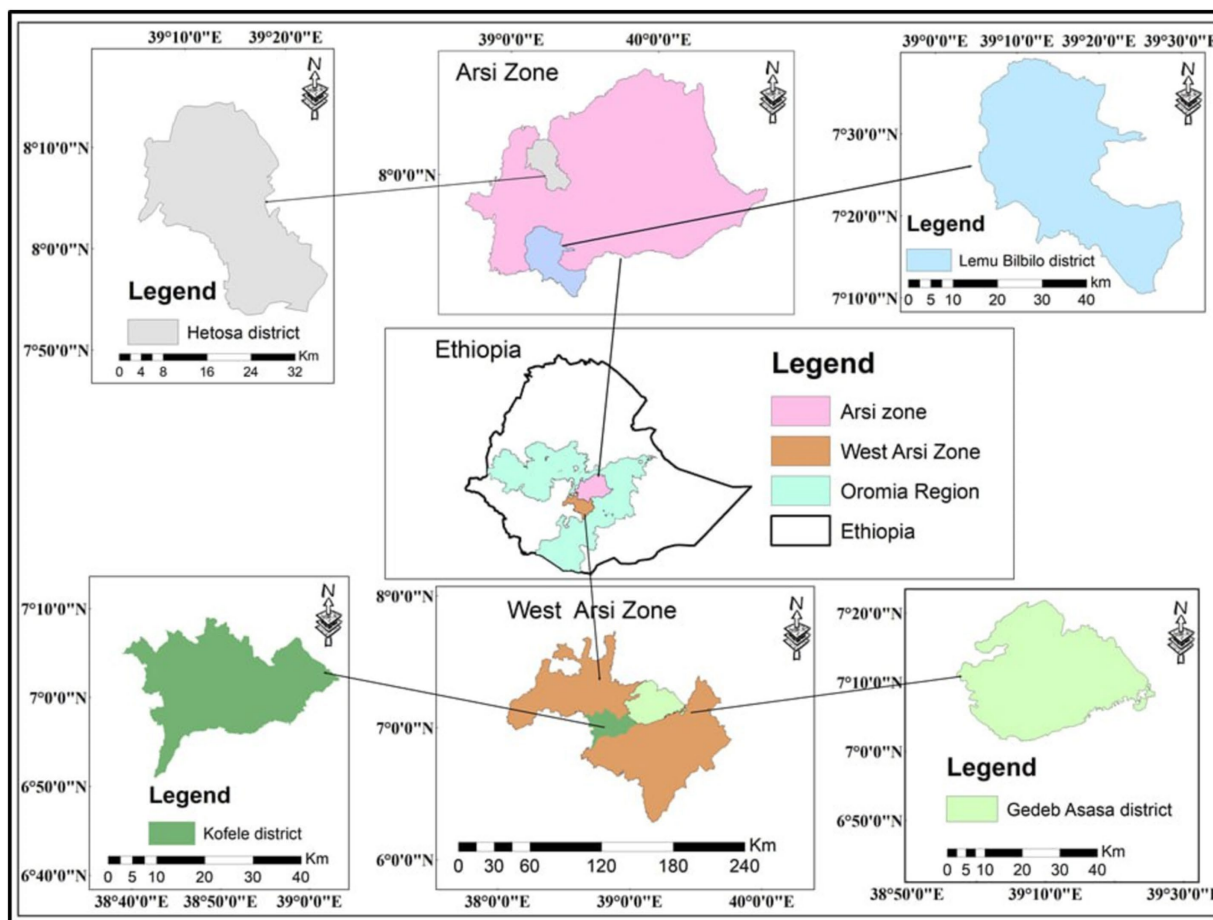 39°10'0"E 39°20'0"E
N
8°10'0"N
8°0'0"N
7°50'0"N
Legend
Hetosa district
Km
0 4 8 16 24 32
39°0'0"E 40°0'0"E
Arsi Zone
N
8°0'0"N
39°0'0"E 39°10'0"E 39°20'0"E 39°30'0"E
N
7°30'0"N
7°20'0"N
7°10'0"N
Legend
Lemu Bilbilo district
km
0 5 10 20 30 40
Ethiopia
Legend
Arsi zone
West Arsi Zone
Oromia Region
Ethiopia
N
7°10'0"N
7°0'0"N
6°50'0"N
6°40'0"N
Legend
Kofele district
Km
0 5 10 20 30 40
38°40'0"E 38°50'0"E 39°0'0"E
West Arsi Zone
N
8°0'0"N
7°0'0"N
6°0'0"N
Km
0 30 60 120 180 240
38°0'0"E 39°0'0"E 40°0'0"E
N
7°20'0"N
7°10'0"N
7°0'0"N
6°50'0"N
Legend
Gedeb Asasa district
Km
0 5 10 20 30 40
38°50'0"E 39°10'0"E 39°30'0"E